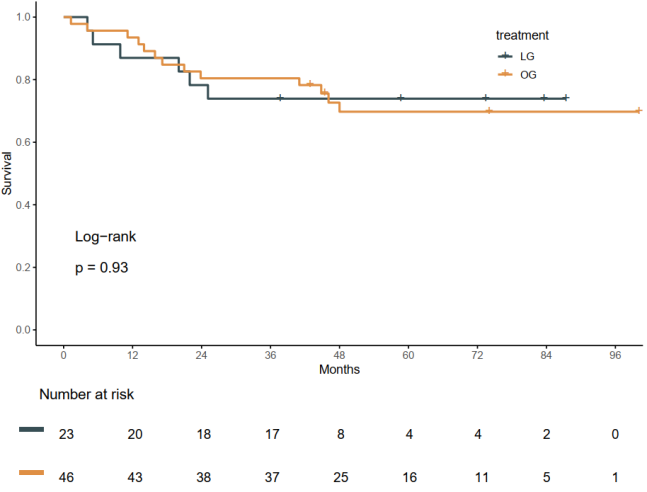 1.0
0.8
0.6
0.4
0.2
0.0
Survival
treatment
LG
OG
Log-rank
p = 0.93
0 12 24 36 48 60 72 84 96
Months
Number at risk
23 20 18 17 8 4 4 2 0
46 43 38 37 25 16 11 5 1